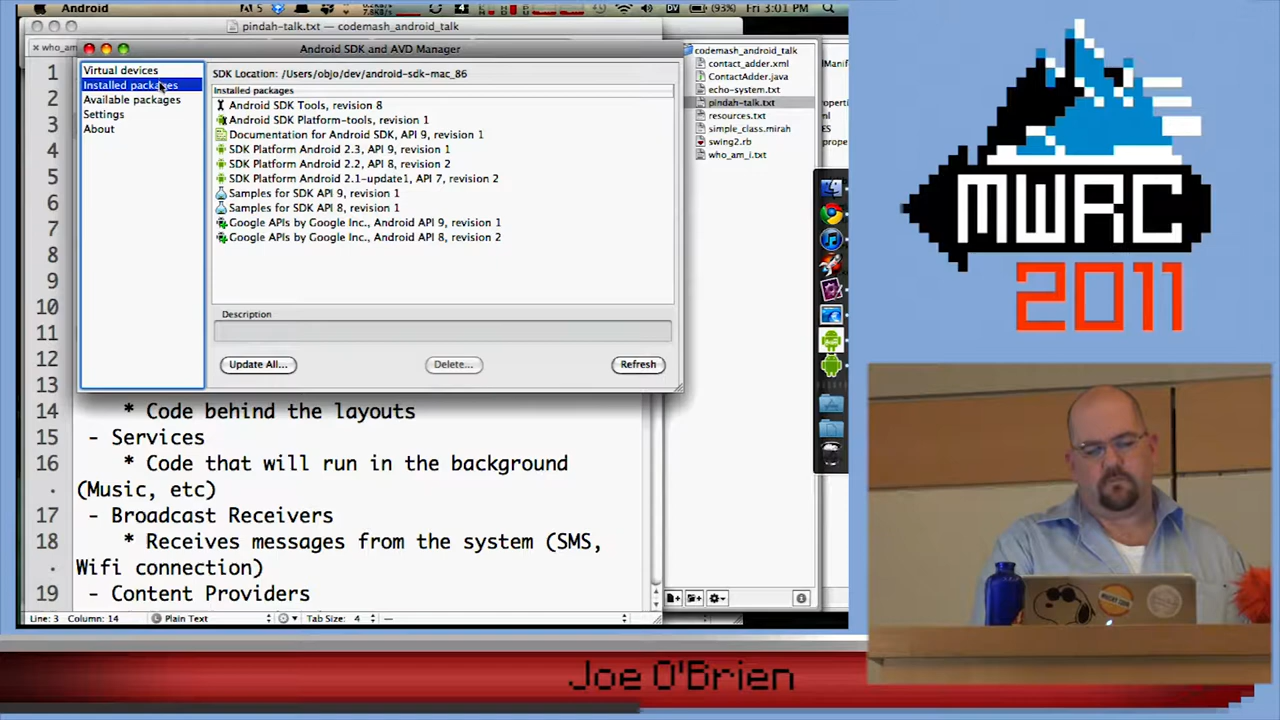 Android
(93%)
Fri 3:01 PM
pindah-talk.txt — codemash_android_talk
who_am
Android SDK and AVD Manager
Virtual devices
Installed packages
Available packages
Settings
About
SDK Location: /Users/objo/dev/android-sdk-mac_86
Installed packages
Android SDK Tools, revision 8
Android SDK Platform-tools, revision 1
Documentation for Android SDK, API 9, revision 1
SDK Platform Android 2.3, API 9, revision 1
SDK Platform Android 2.2, API 8, revision 2
SDK Platform Android 2.1-update1, API 7, revision 2
Samples for SDK API 9, revision 1
Samples for SDK API 8, revision 1
Google APIs by Google Inc., Android API 9, revision 1
Google APIs by Google Inc., Android API 8, revision 2
Description
Update All...
Delete...
Refresh
codemash_android_talk
contact_adder.xml
ContactAdder.java
echo-system.txt
pindah-talk.txt
resources.txt
simple_class.mirah
swing2.rb
who_am_i.txt
1
2
3
4
5
6
7
8
9
10
11
12
13
14 * Code behind the layouts
15 - Services
16 * Code that will run in the background
(Music, etc)
17 - Broadcast Receivers
18 * Receives messages from the system (SMS,
Wifi connection)
19 - Content Providers
Line: 3 Column: 14
Plain Text
Tab Size: 4
MWRC
2011
Joe O'Brien